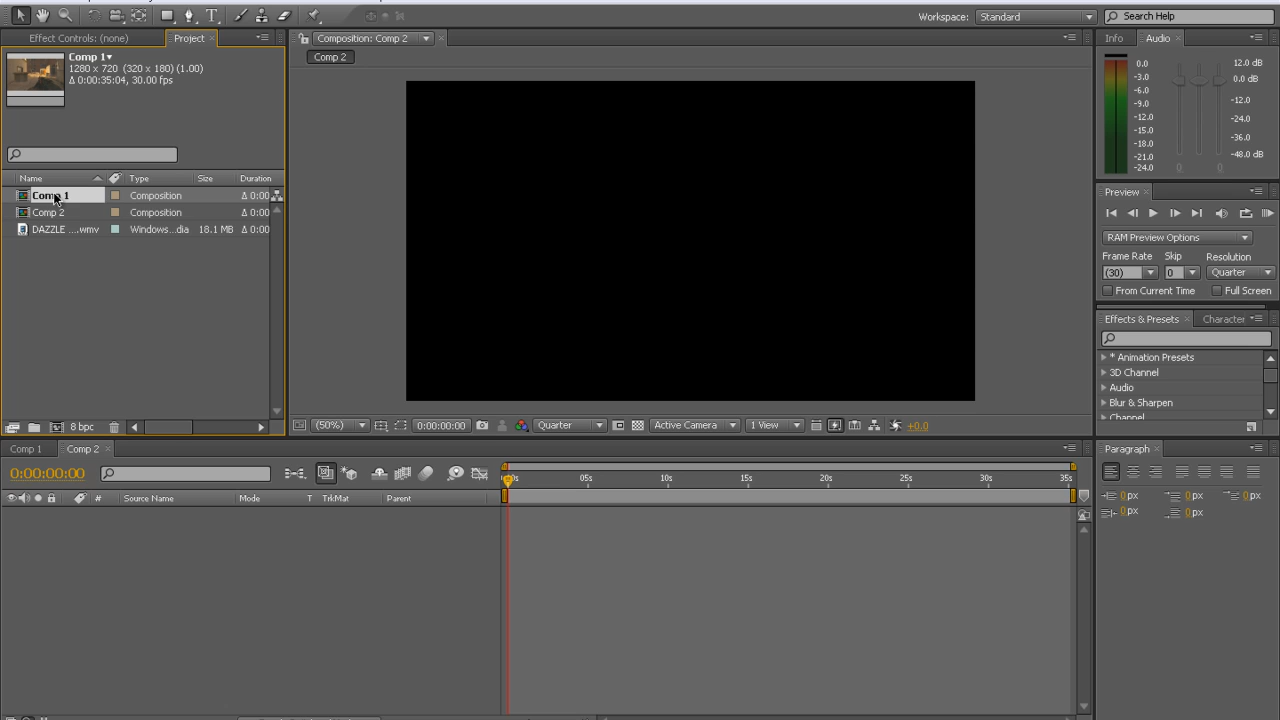 Workspace: Standard Search Help
Effect Controls: (none) Project
Comp 1▾
1280 x 720 (320 x 180) (1.00)
Δ 0:00:35:04, 30.00 fps
Name Type Size Duration
Comp 1 Composition Δ 0:00
Comp 2 Composition Δ 0:00
DAZZLE ....wmv Windows...dia 18.1 MB Δ 0:00
8 bpc
Composition: Comp 2
Comp 2
(50%) 0:00:00:00 Quarter Active Camera 1 View +0.0
Info Audio
0.0
-3.0
-6.0
-9.0
-12.0
-15.0
-18.0
-21.0
-24.0
12.0 dB
0.0 dB
-12.0
-24.0
-36.0
-48.0 dB
0 0
Preview
RAM Preview Options
Frame Rate Skip Resolution
(30) 0 Quarter
From Current Time Full Screen
Effects & Presets Character
* Animation Presets
3D Channel
Audio
Blur & Sharpen
Channel
Comp 1 Comp 2
0:00:00:00
# Source Name Mode T TrkMat Parent
05s 10s 15s 20s 25s 30s 35s
Paragraph
0 px 0 px 0 px
0 px 0 px